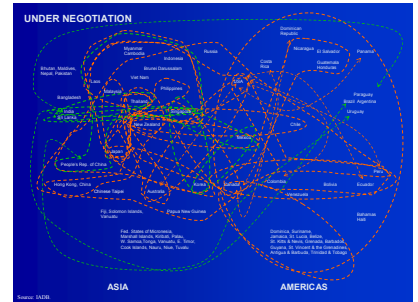 UNDER NEGOTIATION
Dominican
Republic
Myanmar
Cambodia
Indonesia
Russia
Nicaragua
El Salvador
Panama
Brunei Darussalam
Costa
Rica
Guatemala
Honduras
Bhutan, Maldives,
Nepal, Pakistan
Laos
Viet Nam
Malaysia
Philippines
Bangladesh
Thailand
Paraguay
Brazil Argentina
Uruguay
India
Sri Lanka
New Zealand
Chile
Mexico
Japan
People's Rep. of China
Peru
Hong Kong, China
Chinese Taipei
Australia
Korea
Canada
Colombia
Venezuela
Bolivia
Ecuador
Fiji, Solomon Islands,
Vanuatu
Papua New Guinea
Bahamas
Haiti
Fed. States of Micronesia,
Marshall Islands, Kiribati, Palau,
W. Samoa,Tonga, Vanuatu, E. Timor,
Cook Islands, Nauru, Niue, Tuvalu
Dominica, Suriname,
Jamaica, St. Lucia, Belize,
St. Kitts & Nevis, Grenada, Barbados,
Guyana, St. Vincent & the Grenadines,
Antigua & Barbuda, Trinidad & Tobago
ASIA
AMERICAS
Source: IADB.